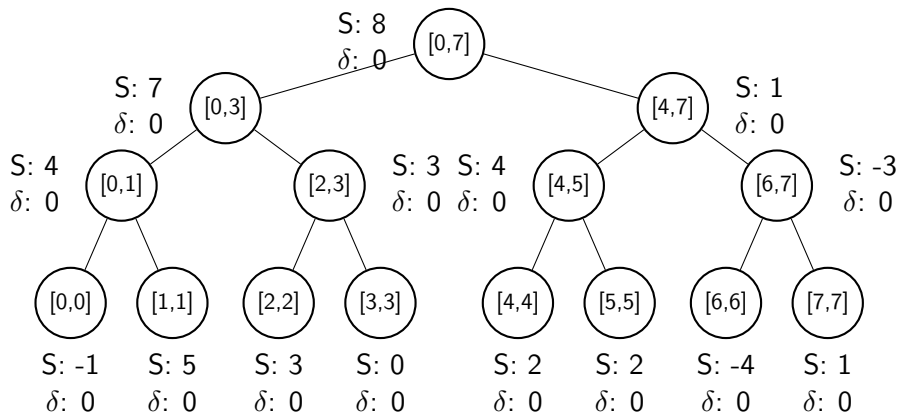 S: 8
δ: 0
[0,7]
S: 7
δ: 0
[0,3]
[4,7]
S: 1
δ: 0
S: 4
δ: 0
[0,1]
[2,3]
S: 3
δ: 0
S: 4
δ: 0
[4,5]
[6,7]
S: -3
δ: 0
[0,0]
[1,1]
[2,2]
[3,3]
[4,4]
[5,5]
[6,6]
[7,7]
S: -1
δ: 0
S: 5
δ: 0
S: 3
δ: 0
S: 0
δ: 0
S: 2
δ: 0
S: 2
δ: 0
S: -4
δ: 0
S: 1
δ: 0